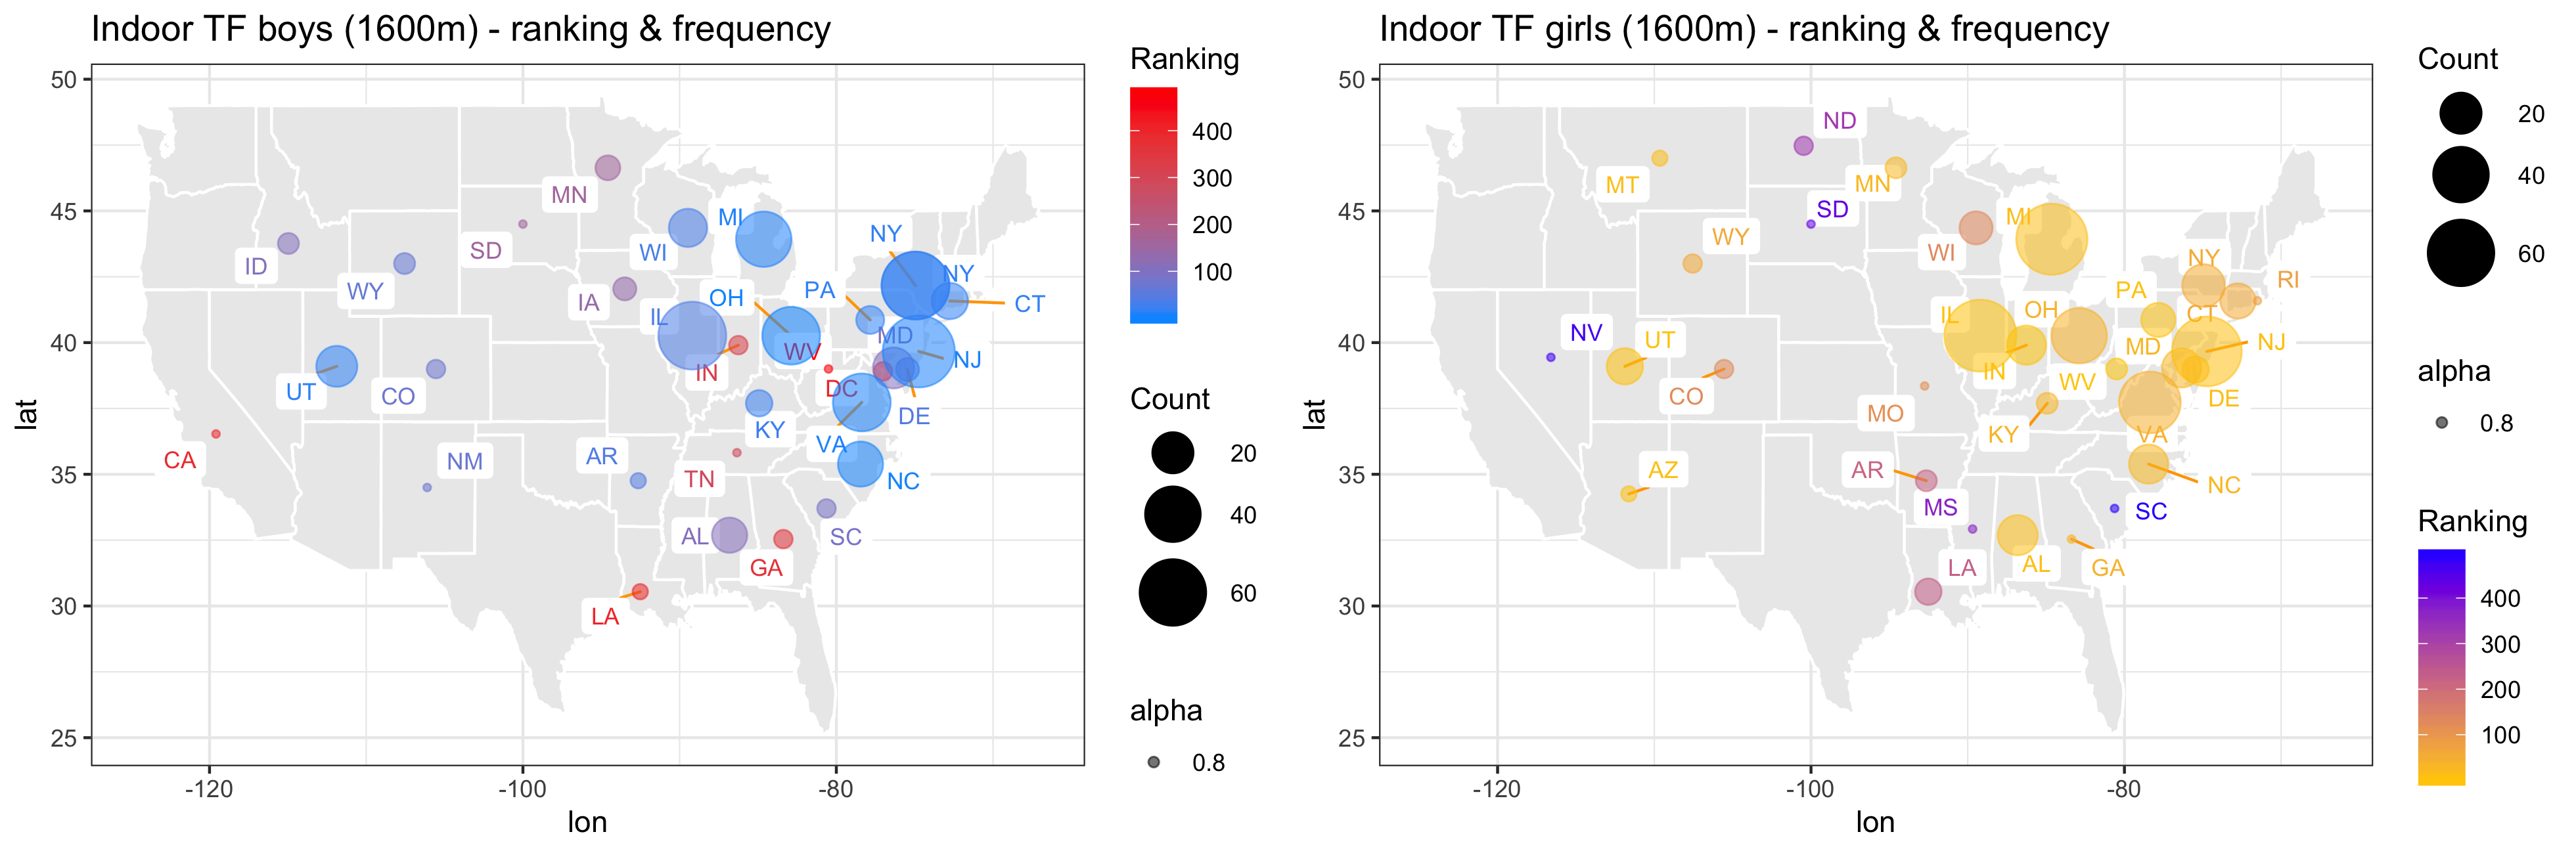 Indoor TF boys (1600m) - ranking & frequency
50
45
40
35
30
25
lat
-120
-100
-80
lon
MN
ID
WY
SD
WI
MI
NY
NY
IA
OH
PA
CT
IL
MD
WV
NJ
UT
CO
IN
DC
DE
KY
VA
CA
NM
AR
TN
NC
AL
SC
GA
LA
Ranking
400
300
200
100
Count
20
40
60
alpha
0.8
Indoor TF girls (1600m) - ranking & frequency
50
45
40
35
30
25
lat
-120
-100
-80
lon
ND
MT
MN
SD
MI
WY
WI
NY
RI
PA
IL
OH
CT
NV
UT
MD
NJ
IN
WV
CO
DE
MO
KY
VA
AZ
AR
NC
MS
SC
LA
AL
GA
Count
20
40
60
alpha
0.8
Ranking
400
300
200
100